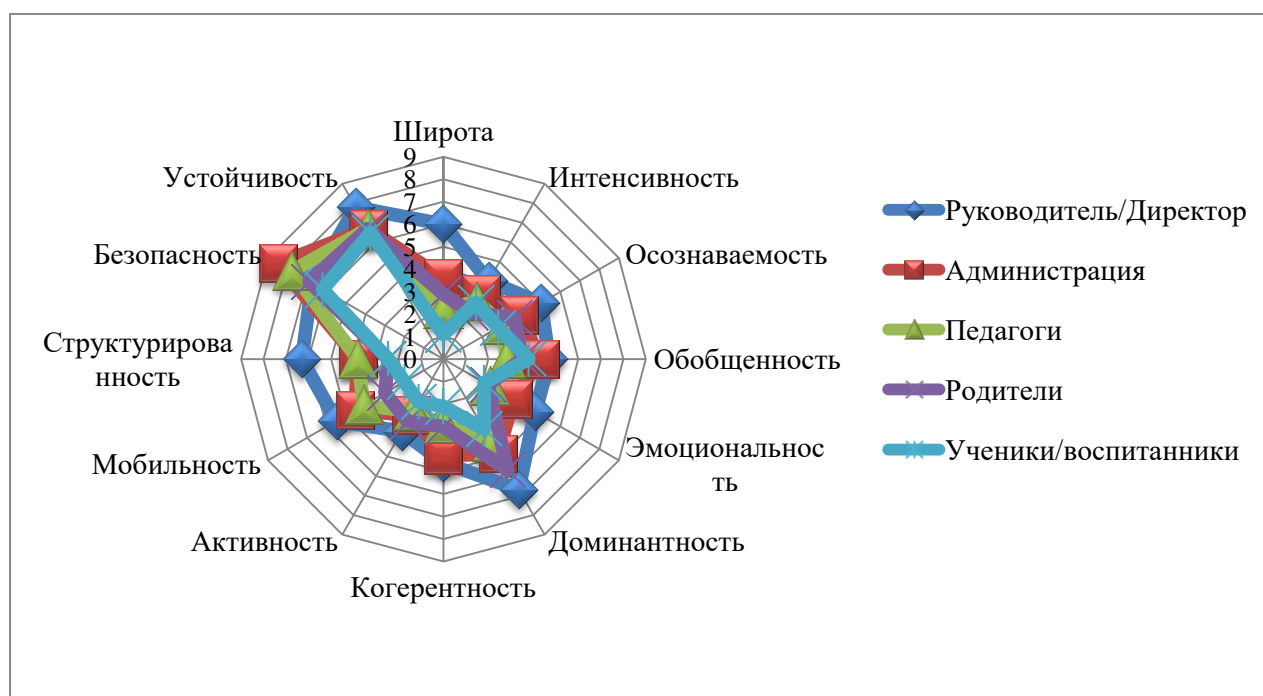 Широта
9
8
7
6
5
4
3
2
1
0
Интенсивность
Осознаваемость
Обобщенность
Эмоциональнос
ть
Доминантность
Когерентность
Активность
Мобильность
Структурирова
нность
Безопасность
Устойчивость
Руководитель/Директор
Администрация
Педагоги
Родители
Ученики/воспитанники